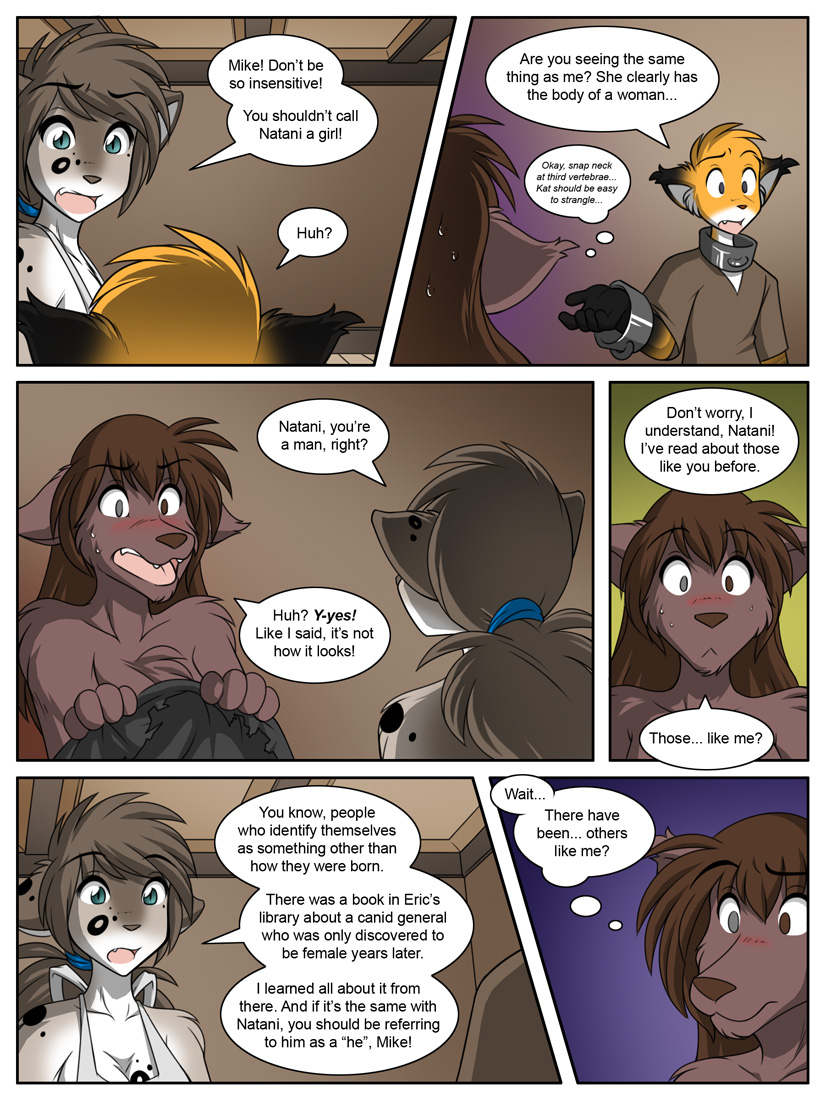 Mike! Don't be
so insensitive!
You shouldn't call
Natani a girl!
Huh?
Are you seeing the same
thing as me? She clearly has
the body of a woman...
Okay, snap neck
at third vertebrae...
Kat should be easy
to strangle...
Natani, you're
a man, right?
Huh? Y-yes!
Like I said, it's not
how it looks!
Don't worry, I
understand, Natani!
I've read about those
like you before.
Those... like me?
You know, people
who identify themselves
as something other than
how they were born.
There was a book in Eric's
library about a canid general
who was only discovered to
be female years later.
I learned all about it from
there. And if it's the same with
Natani, you should be referring
to him as a “he”, Mike!
Wait...
There have
been... others
like me?